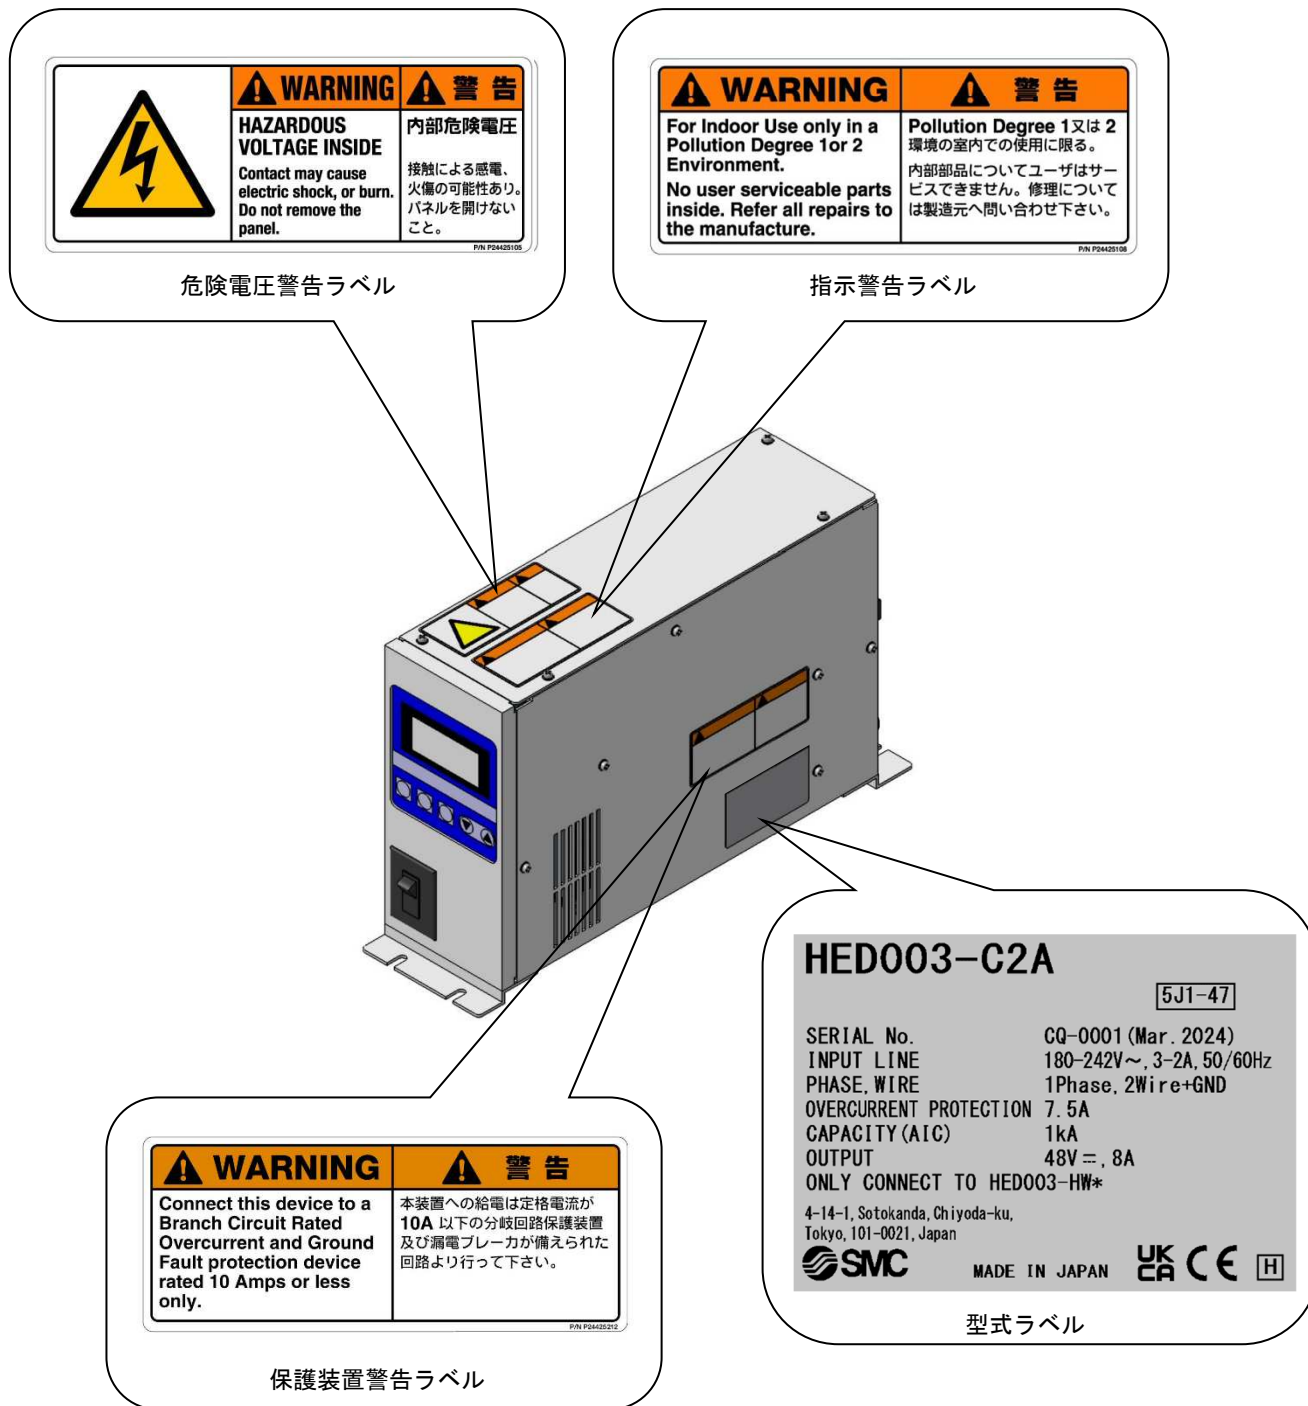 WARNING
警告
HAZARDOUS
VOLTAGE INSIDE
Contact may cause
electric shock, or burn.
Do not remove the
panel.
内部危険電圧
接触による感電、
火傷の可能性あり。
パネルを開けない
こと。
P/N P24425105
危険電圧警告ラベル
WARNING
警告
For Indoor Use only in a
Pollution Degree 1or 2
Environment.
No user serviceable parts
inside. Refer all repairs to
the manufacture.
Pollution Degree 1又は 2
環境の室内での使用に限る。
内部部品についてユーザはサー
ビスできません。修理について
は製造元へ問い合わせ下さい。
P/N P24425108
指示警告ラベル
WARNING
警告
Connect this device to a
Branch Circuit Rated
Overcurrent and Ground
Fault protection device
rated 10 Amps or less
only.
本装置への給電は定格電流が
10A 以下の分岐回路保護装置
及び漏電ブレーカが備えられた
回路より行って下さい。
P/N P24425212
保護装置警告ラベル
HED003-C2A
5J1-47
SERIAL No. CQ-0001(Mar. 2024)
INPUT LINE 180-242V～, 3-2A, 50/60Hz
PHASE, WIRE 1Phase, 2Wire+GND
OVERCURRENT PROTECTION 7.5A
CAPACITY(AIC) 1kA
OUTPUT 48V⎓, 8A
ONLY CONNECT TO HED003-HW*
4-14-1, Sotokanda, Chiyoda-ku,
Tokyo, 101-0021, Japan
SMC MADE IN JAPAN UK CA CE H
型式ラベル